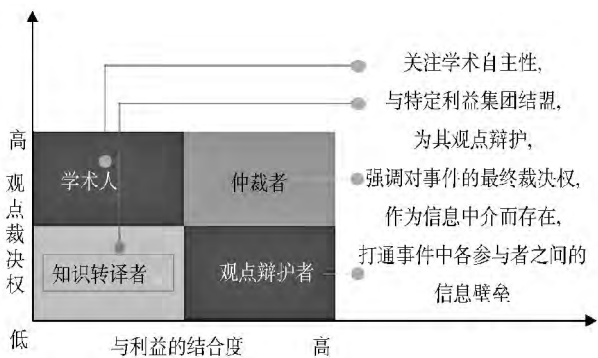 高
观点裁决权
低
学术人
仲裁者
知识转译者
观点辩护者
与利益的结合度
高
关注学术自主性,
与特定利益集团结盟,
为其观点辩护,
强调对事件的最终裁决权,
作为信息中介而存在,
打通事件中各参与者之间的
信息壁垒